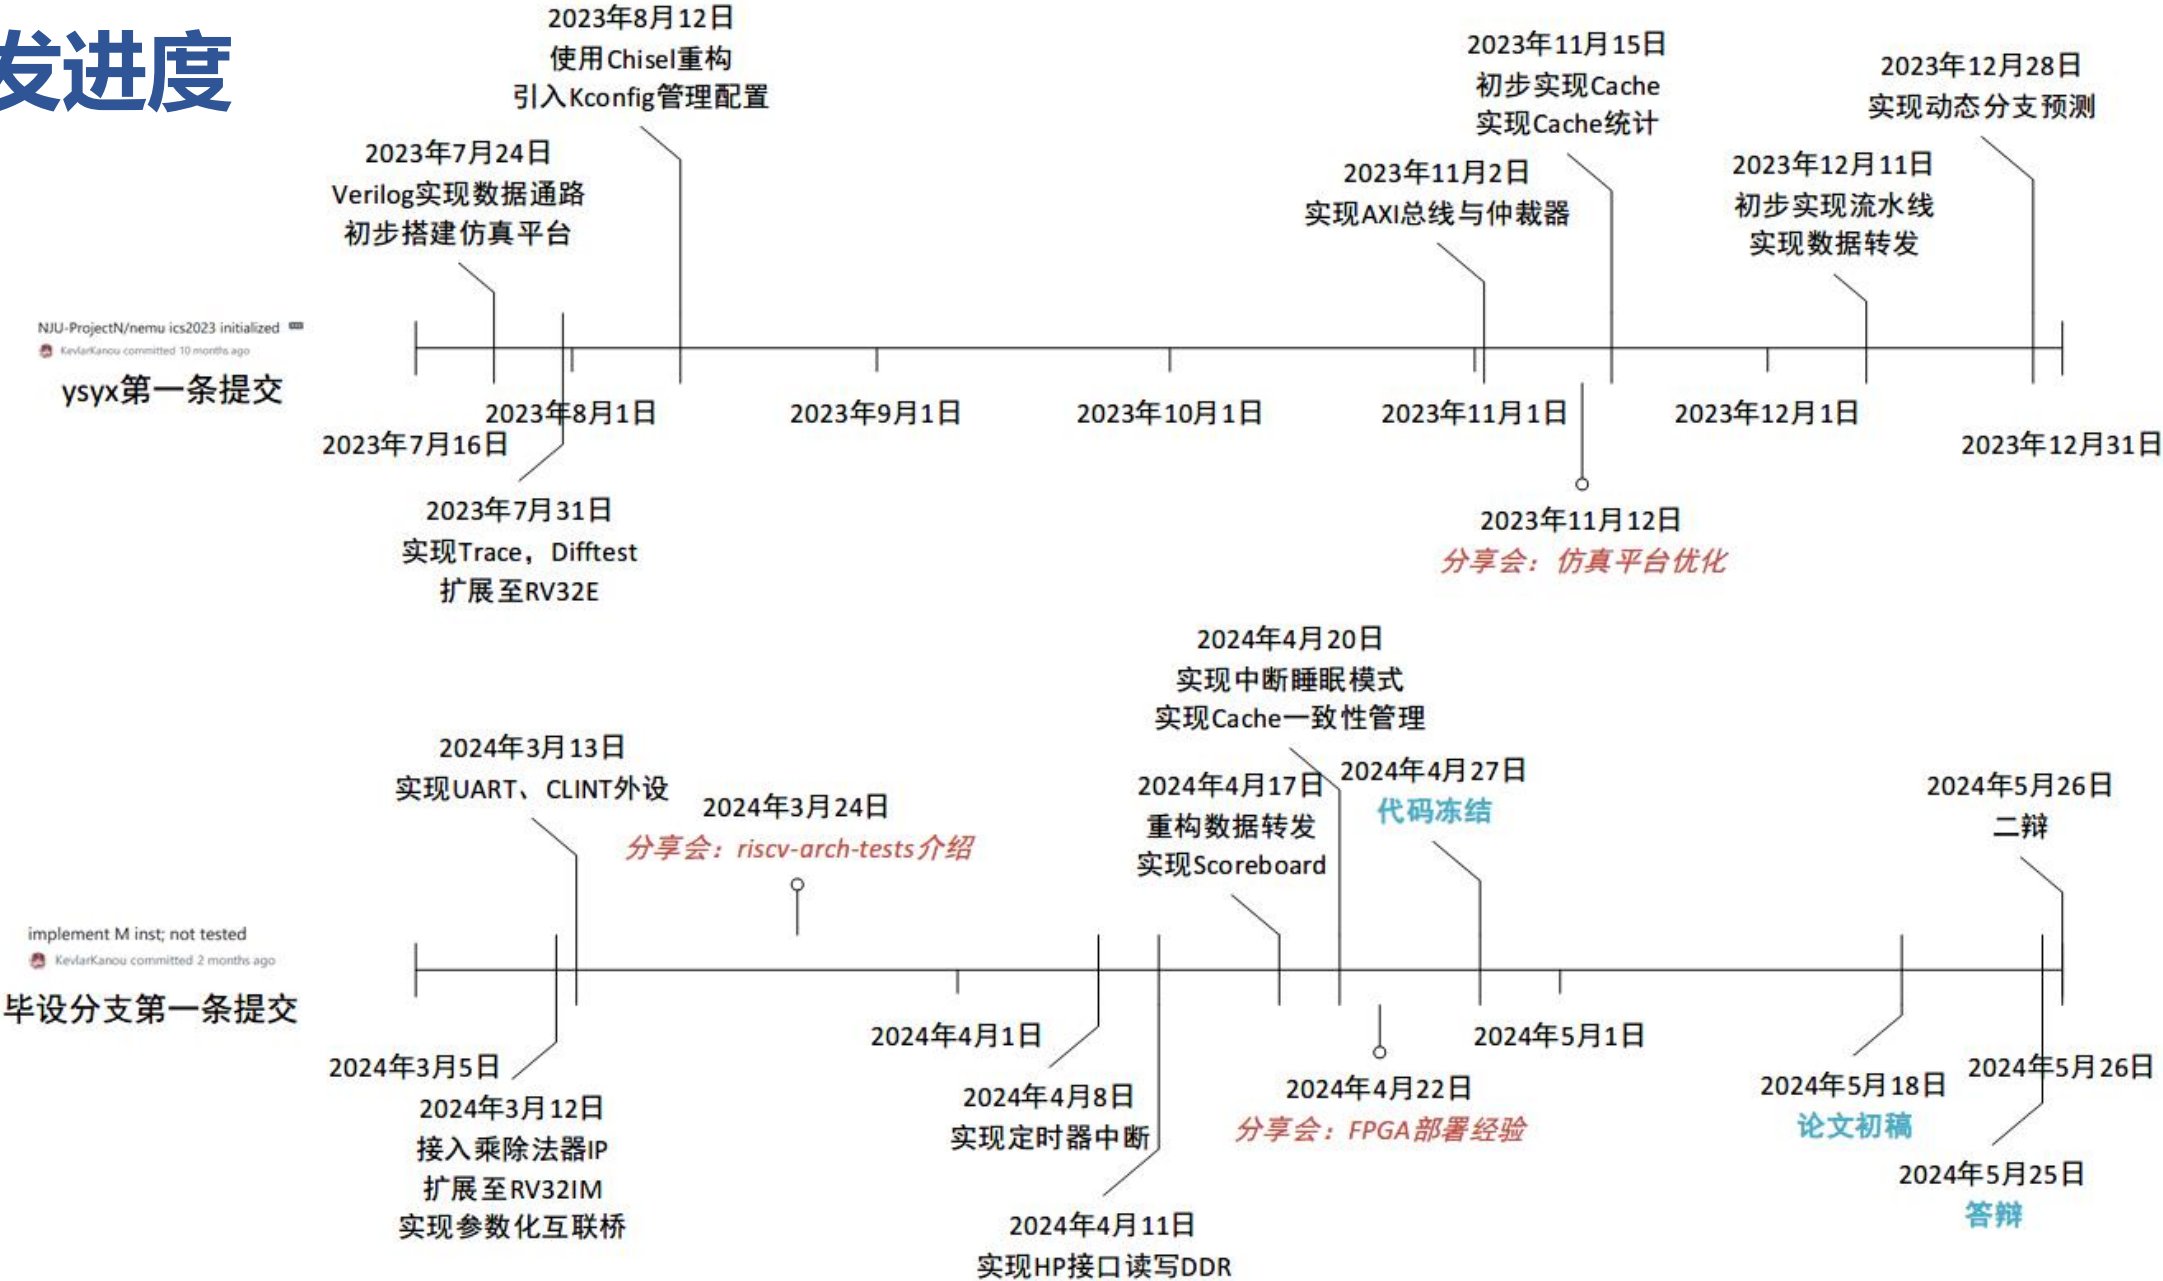 发进度
2023年8月12日
使用Chisel重构
引入Kconfig管理配置
2023年7月24日
Verilog实现数据通路
初步搭建仿真平台
2023年11月15日
初步实现Cache
实现Cache统计
2023年12月28日
实现动态分支预测
2023年11月2日
实现AXI总线与仲裁器
2023年12月11日
初步实现流水线
实现数据转发
NJU-ProjectN/nemu ics2023 initialized
KevlarKanou committed 10 months ago
ysyx第一条提交
2023年7月16日
2023年8月1日
2023年9月1日
2023年10月1日
2023年11月1日
2023年12月1日
2023年12月31日
2023年7月31日
实现Trace，Difftest
扩展至RV32E
2023年11月12日
分享会：仿真平台优化
2024年4月20日
实现中断睡眠模式
实现Cache一致性管理
2024年3月13日
实现UART、CLINT外设
2024年3月24日
分享会：riscv-arch-tests介绍
2024年4月17日
重构数据转发
实现Scoreboard
2024年4月27日
代码冻结
2024年5月26日
二辩
implement M inst; not tested
KevlarKanou committed 2 months ago
毕设分支第一条提交
2024年3月5日
2024年4月1日
2024年5月1日
2024年5月26日
2024年3月12日
接入乘除法器IP
扩展至RV32IM
实现参数化互联桥
2024年4月8日
实现定时器中断
2024年4月11日
实现HP接口读写DDR
2024年4月22日
分享会：FPGA部署经验
2024年5月18日
论文初稿
2024年5月25日
答辩